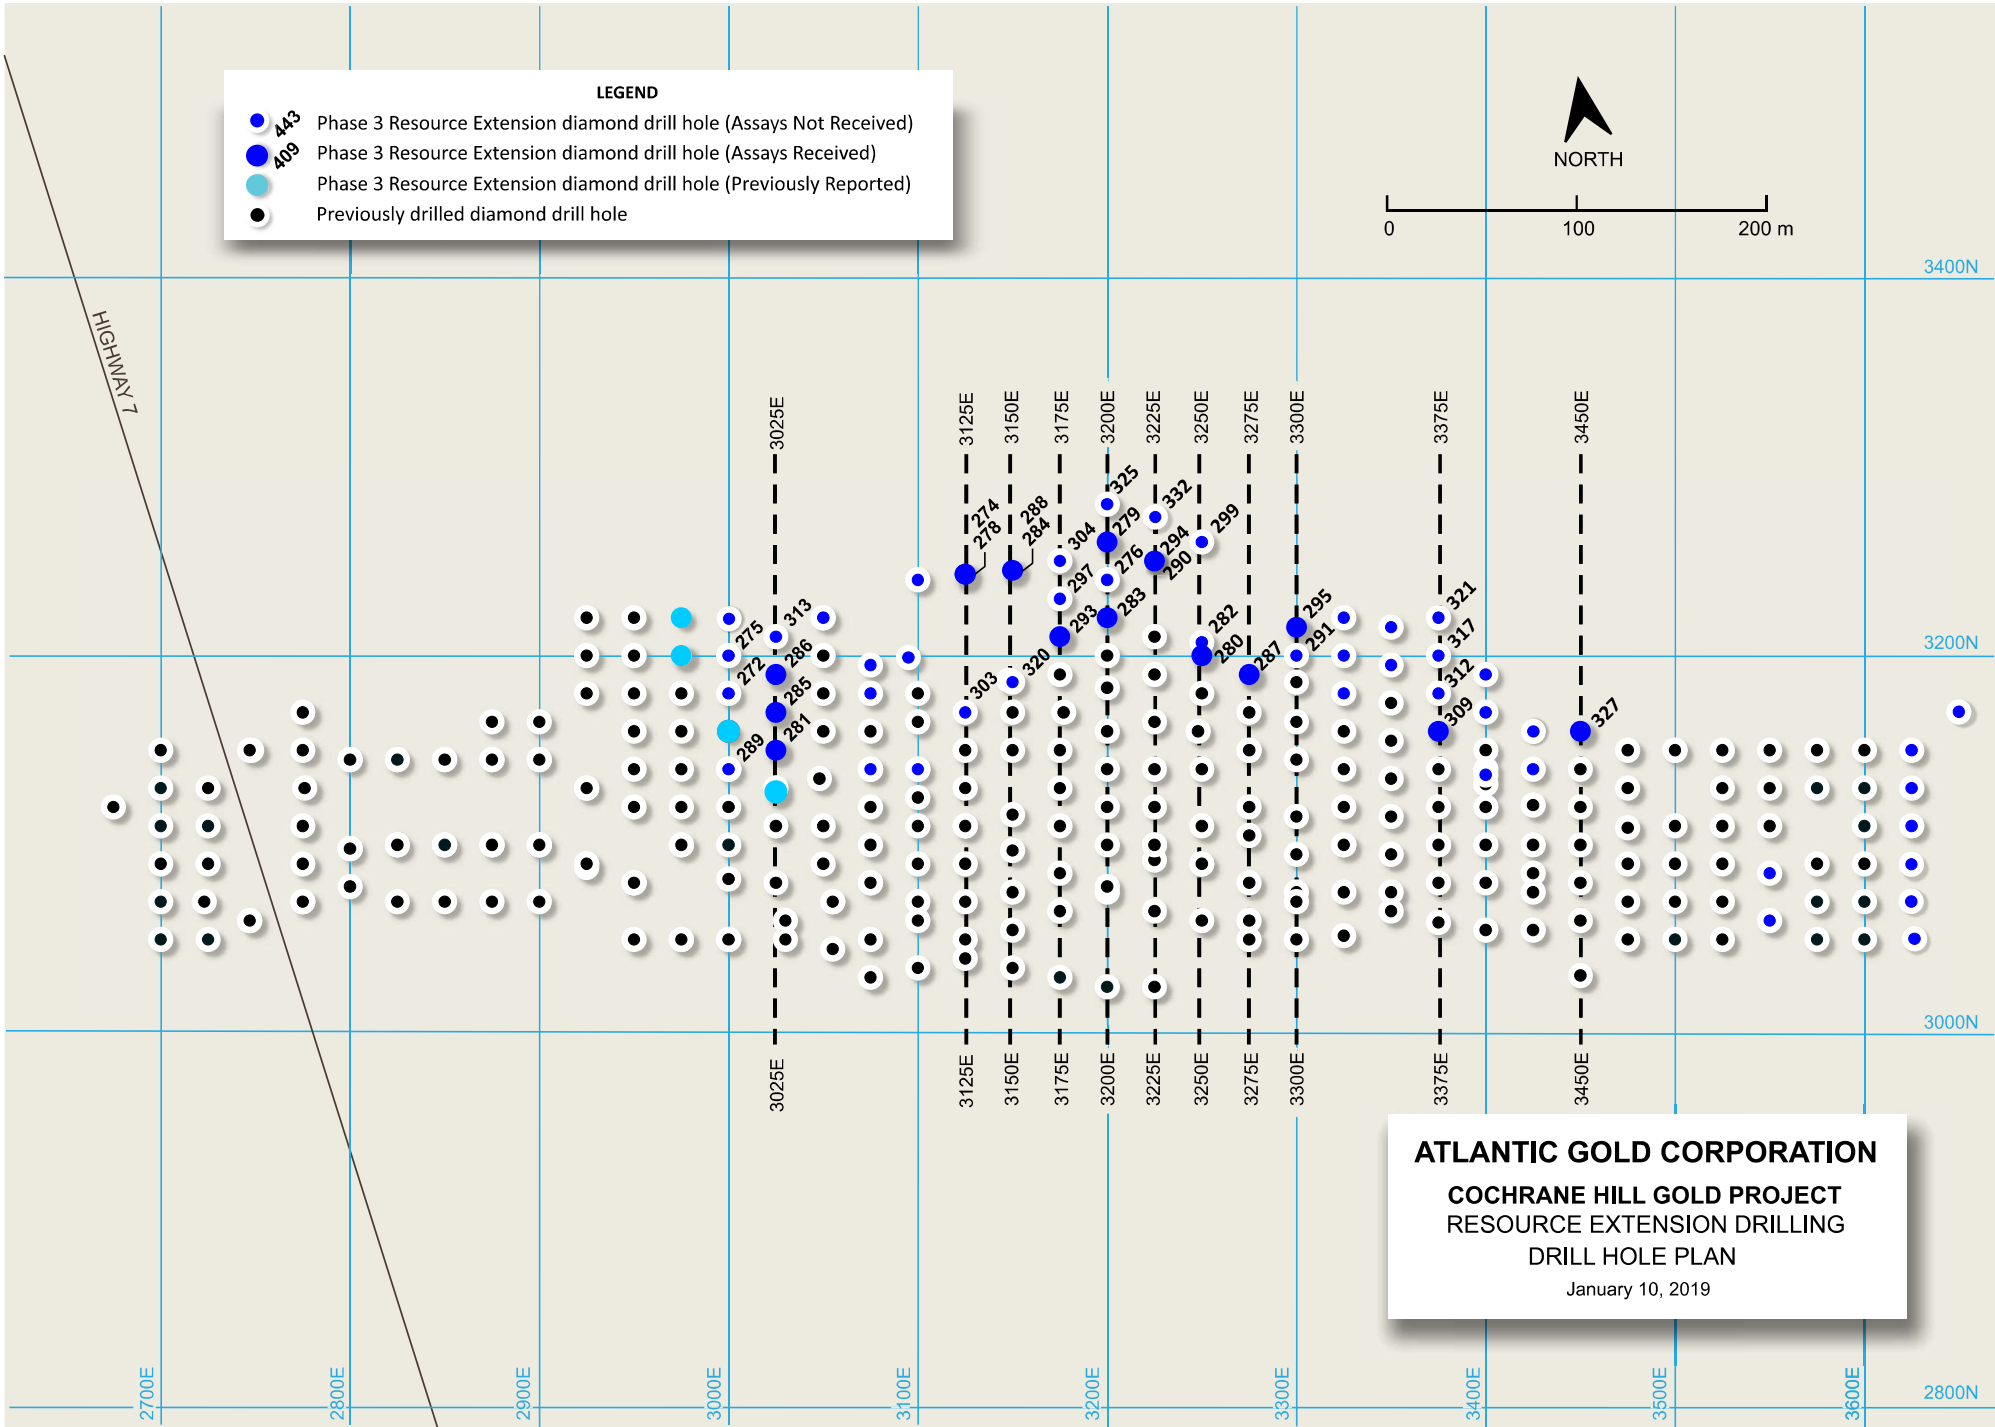 LEGEND
443 Phase 3 Resource Extension diamond drill hole (Assays Not Received)
409 Phase 3 Resource Extension diamond drill hole (Assays Received)
Phase 3 Resource Extension diamond drill hole (Previously Reported)
Previously drilled diamond drill hole
NORTH
0 100 200 m
3400N
HIGHWAY 7
3025E 3125E 3150E 3175E 3200E 3225E 3250E 3275E 3300E 3375E 3450E
325
332
274
278
288
284
304
279
294
290
299
276
297
293
283
275
313
272
286
285
281
289
303
320
282
280
287
295
291
321
317
312
309
327
3200N
3000N
3025E 3125E 3150E 3175E 3200E 3225E 3250E 3275E 3300E 3375E 3450E
ATLANTIC GOLD CORPORATION
COCHRANE HILL GOLD PROJECT
RESOURCE EXTENSION DRILLING
DRILL HOLE PLAN
January 10, 2019
2700E 2800E 2900E 3000E 3100E 3200E 3300E 3400E 3500E 3600E
2800N